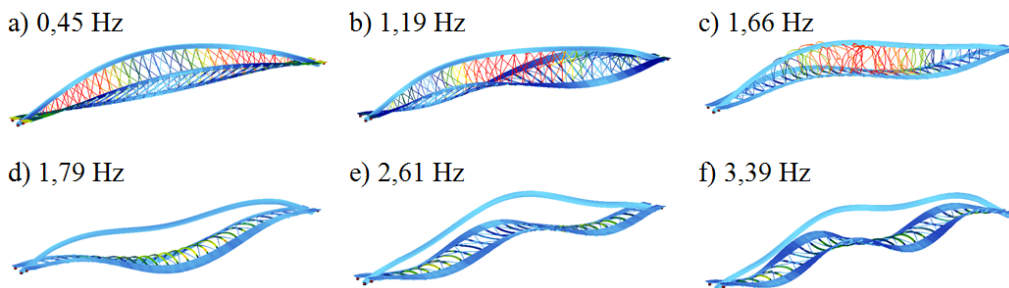 a) 0,45 Hz
b) 1,19 Hz
c) 1,66 Hz
d) 1,79 Hz
e) 2,61 Hz
f) 3,39 Hz